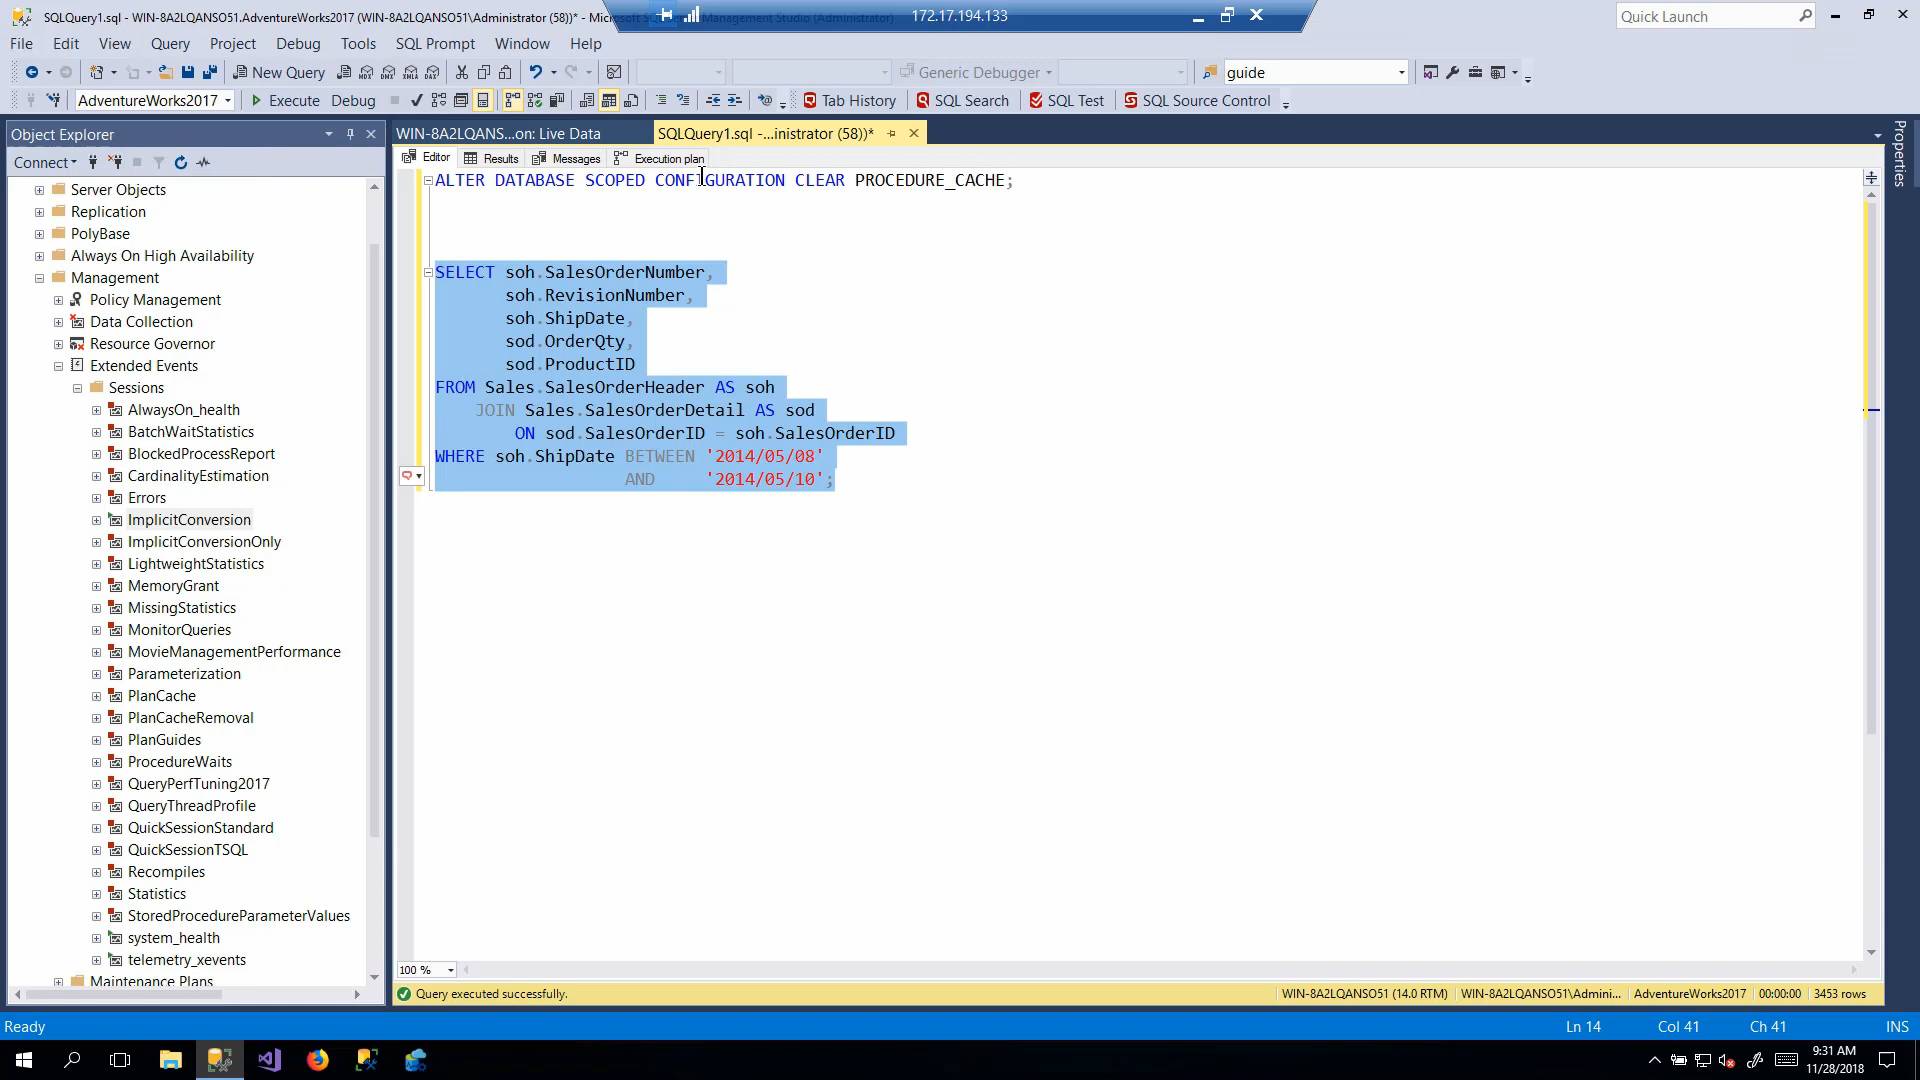 SQLQuery1.sql - WIN-8A2LQANSO51.AdventureWorks2017 (WIN-8A2LQANSO51\Administrator (58))* - Microsoft SQL Server Management Studio (Administrator)
172.17.194.133
Quick Launch
File Edit View Query Project Debug Tools SQL Prompt Window Help
New Query
Generic Debugger
guide
AdventureWorks2017
Execute
Debug
Tab History
SQL Search
SQL Test
SQL Source Control
Object Explorer
WIN-8A2LQANS...on: Live Data
SQLQuery1.sql -...inistrator (58))*
Properties
Connect
Editor
Results
Messages
Execution plan
Server Objects
Replication
PolyBase
Always On High Availability
Management
Policy Management
Data Collection
Resource Governor
Extended Events
Sessions
AlwaysOn_health
BatchWaitStatistics
BlockedProcessReport
CardinalityEstimation
Errors
ImplicitConversion
ImplicitConversionOnly
LightweightStatistics
MemoryGrant
MissingStatistics
MonitorQueries
MovieManagementPerformance
Parameterization
PlanCache
PlanCacheRemoval
PlanGuides
ProcedureWaits
QueryPerfTuning2017
QueryThreadProfile
QuickSessionStandard
QuickSessionTSQL
Recompiles
Statistics
StoredProcedureParameterValues
system_health
telemetry_xevents
Maintenance Plans
ALTER DATABASE SCOPED CONFIGURATION CLEAR PROCEDURE_CACHE;
SELECT soh.SalesOrderNumber,
soh.RevisionNumber,
soh.ShipDate,
sod.OrderQty,
sod.ProductID
FROM Sales.SalesOrderHeader AS soh
JOIN Sales.SalesOrderDetail AS sod
ON sod.SalesOrderID = soh.SalesOrderID
WHERE soh.ShipDate BETWEEN '2014/05/08'
AND '2014/05/10';
100 %
Query executed successfully.
WIN-8A2LQANSO51 (14.0 RTM)
WIN-8A2LQANSO51\Admini...
AdventureWorks2017
00:00:00
3453 rows
Ready
Ln 14
Col 41
Ch 41
INS
9:31 AM
11/28/2018